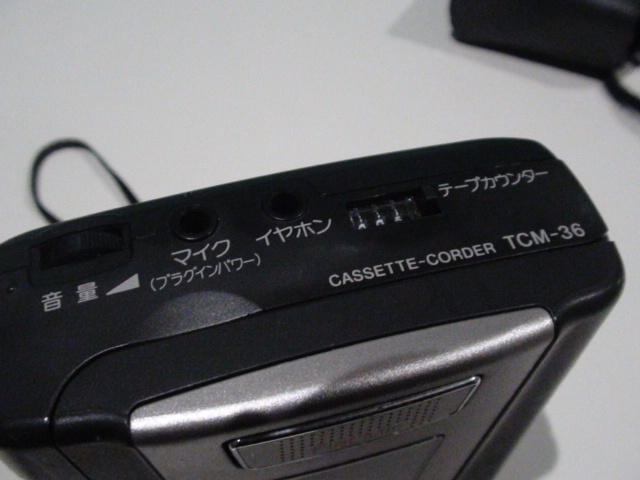 テープカウンター
マイク
イヤホン
(プラグインパワー)
音量
CASSETTE-CORDER TCM-36